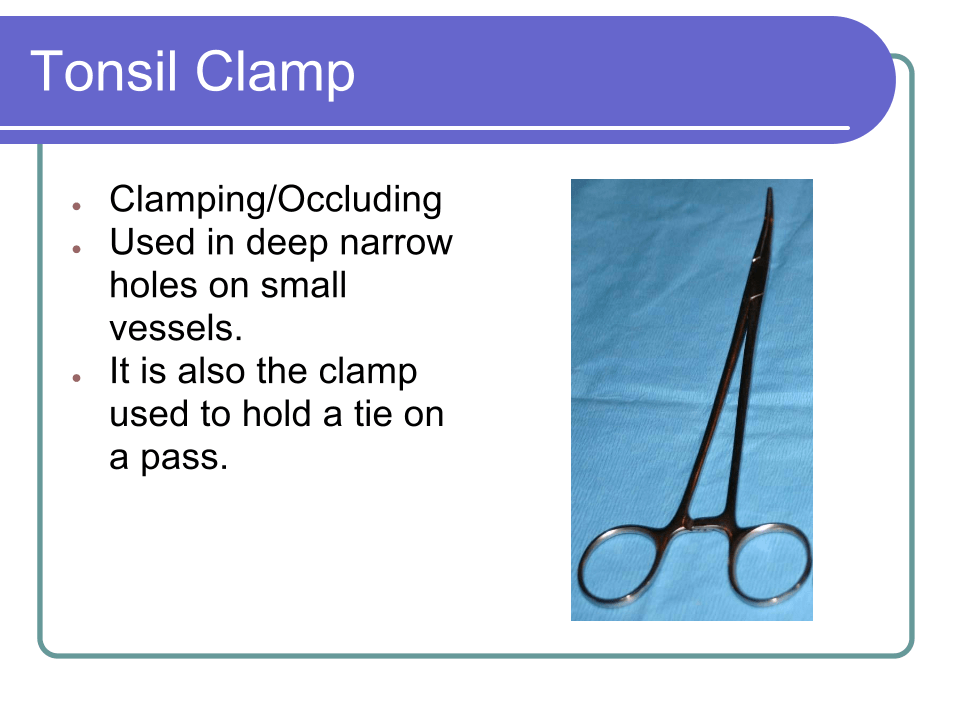 Tonsil Clamp
● Clamping/Occluding
● Used in deep narrow
holes on small
vessels.
● It is also the clamp
used to hold a tie on
a pass.